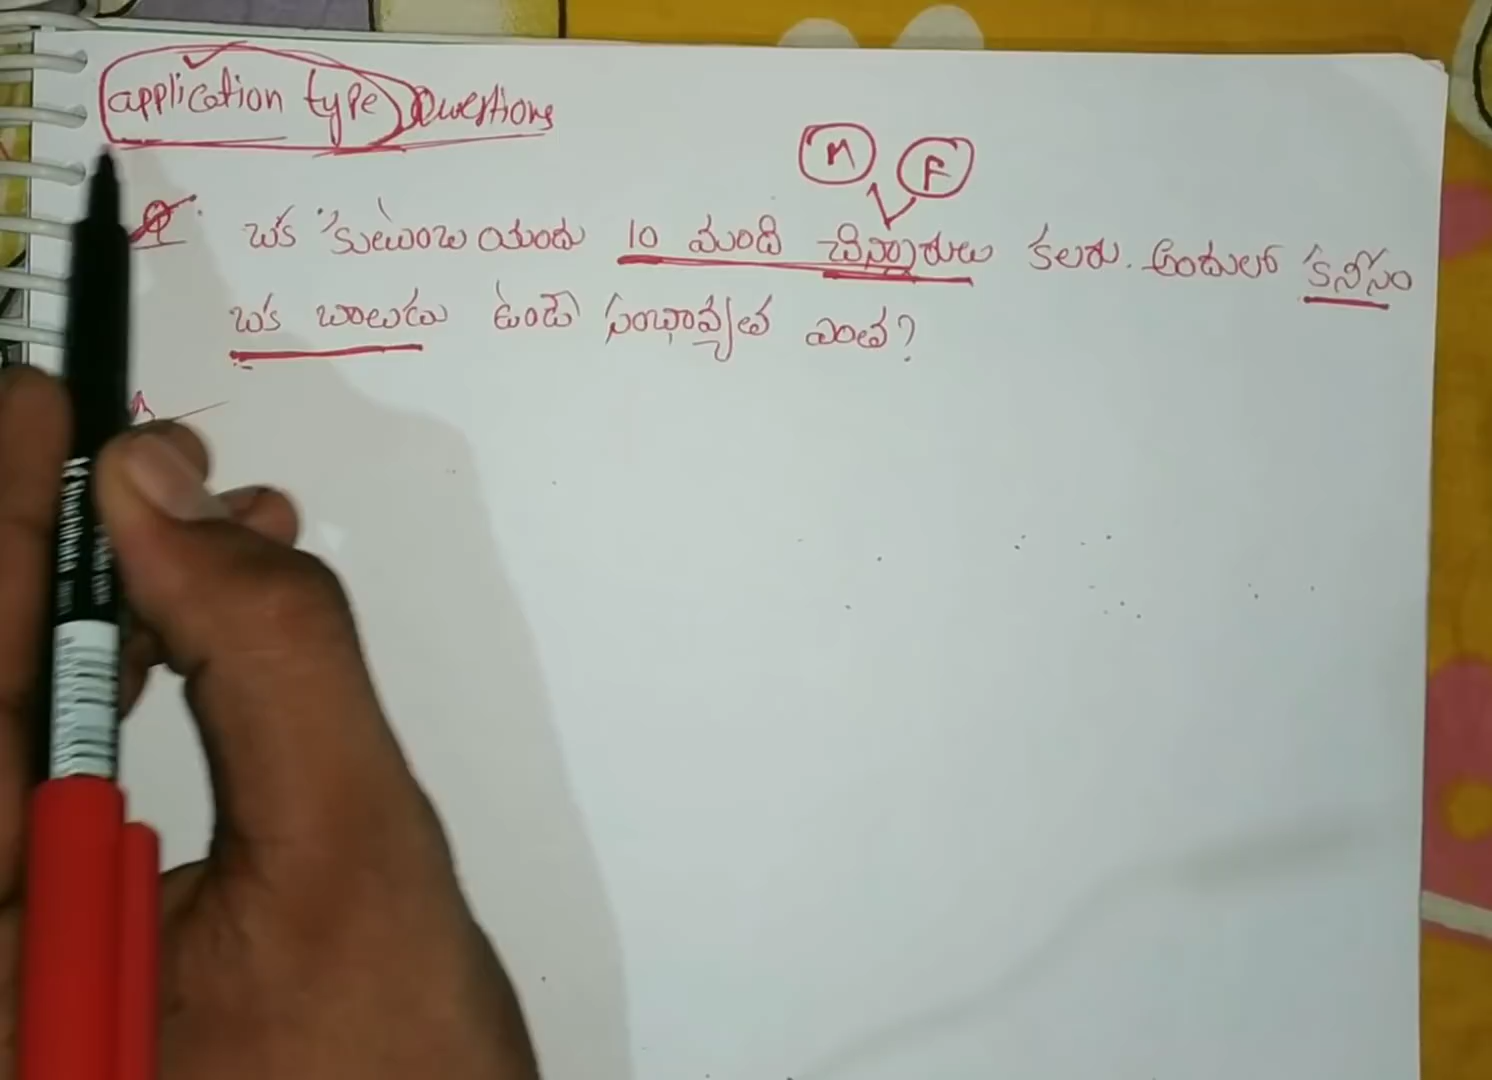 application type Questions
M F
Q ఒక కుటుంబం యందు 10 మంది చిన్నారులు కలరు. అందులో కనీసం
ఒక బాలుడు ఉండే సంభావ్యత ఎంత?
A